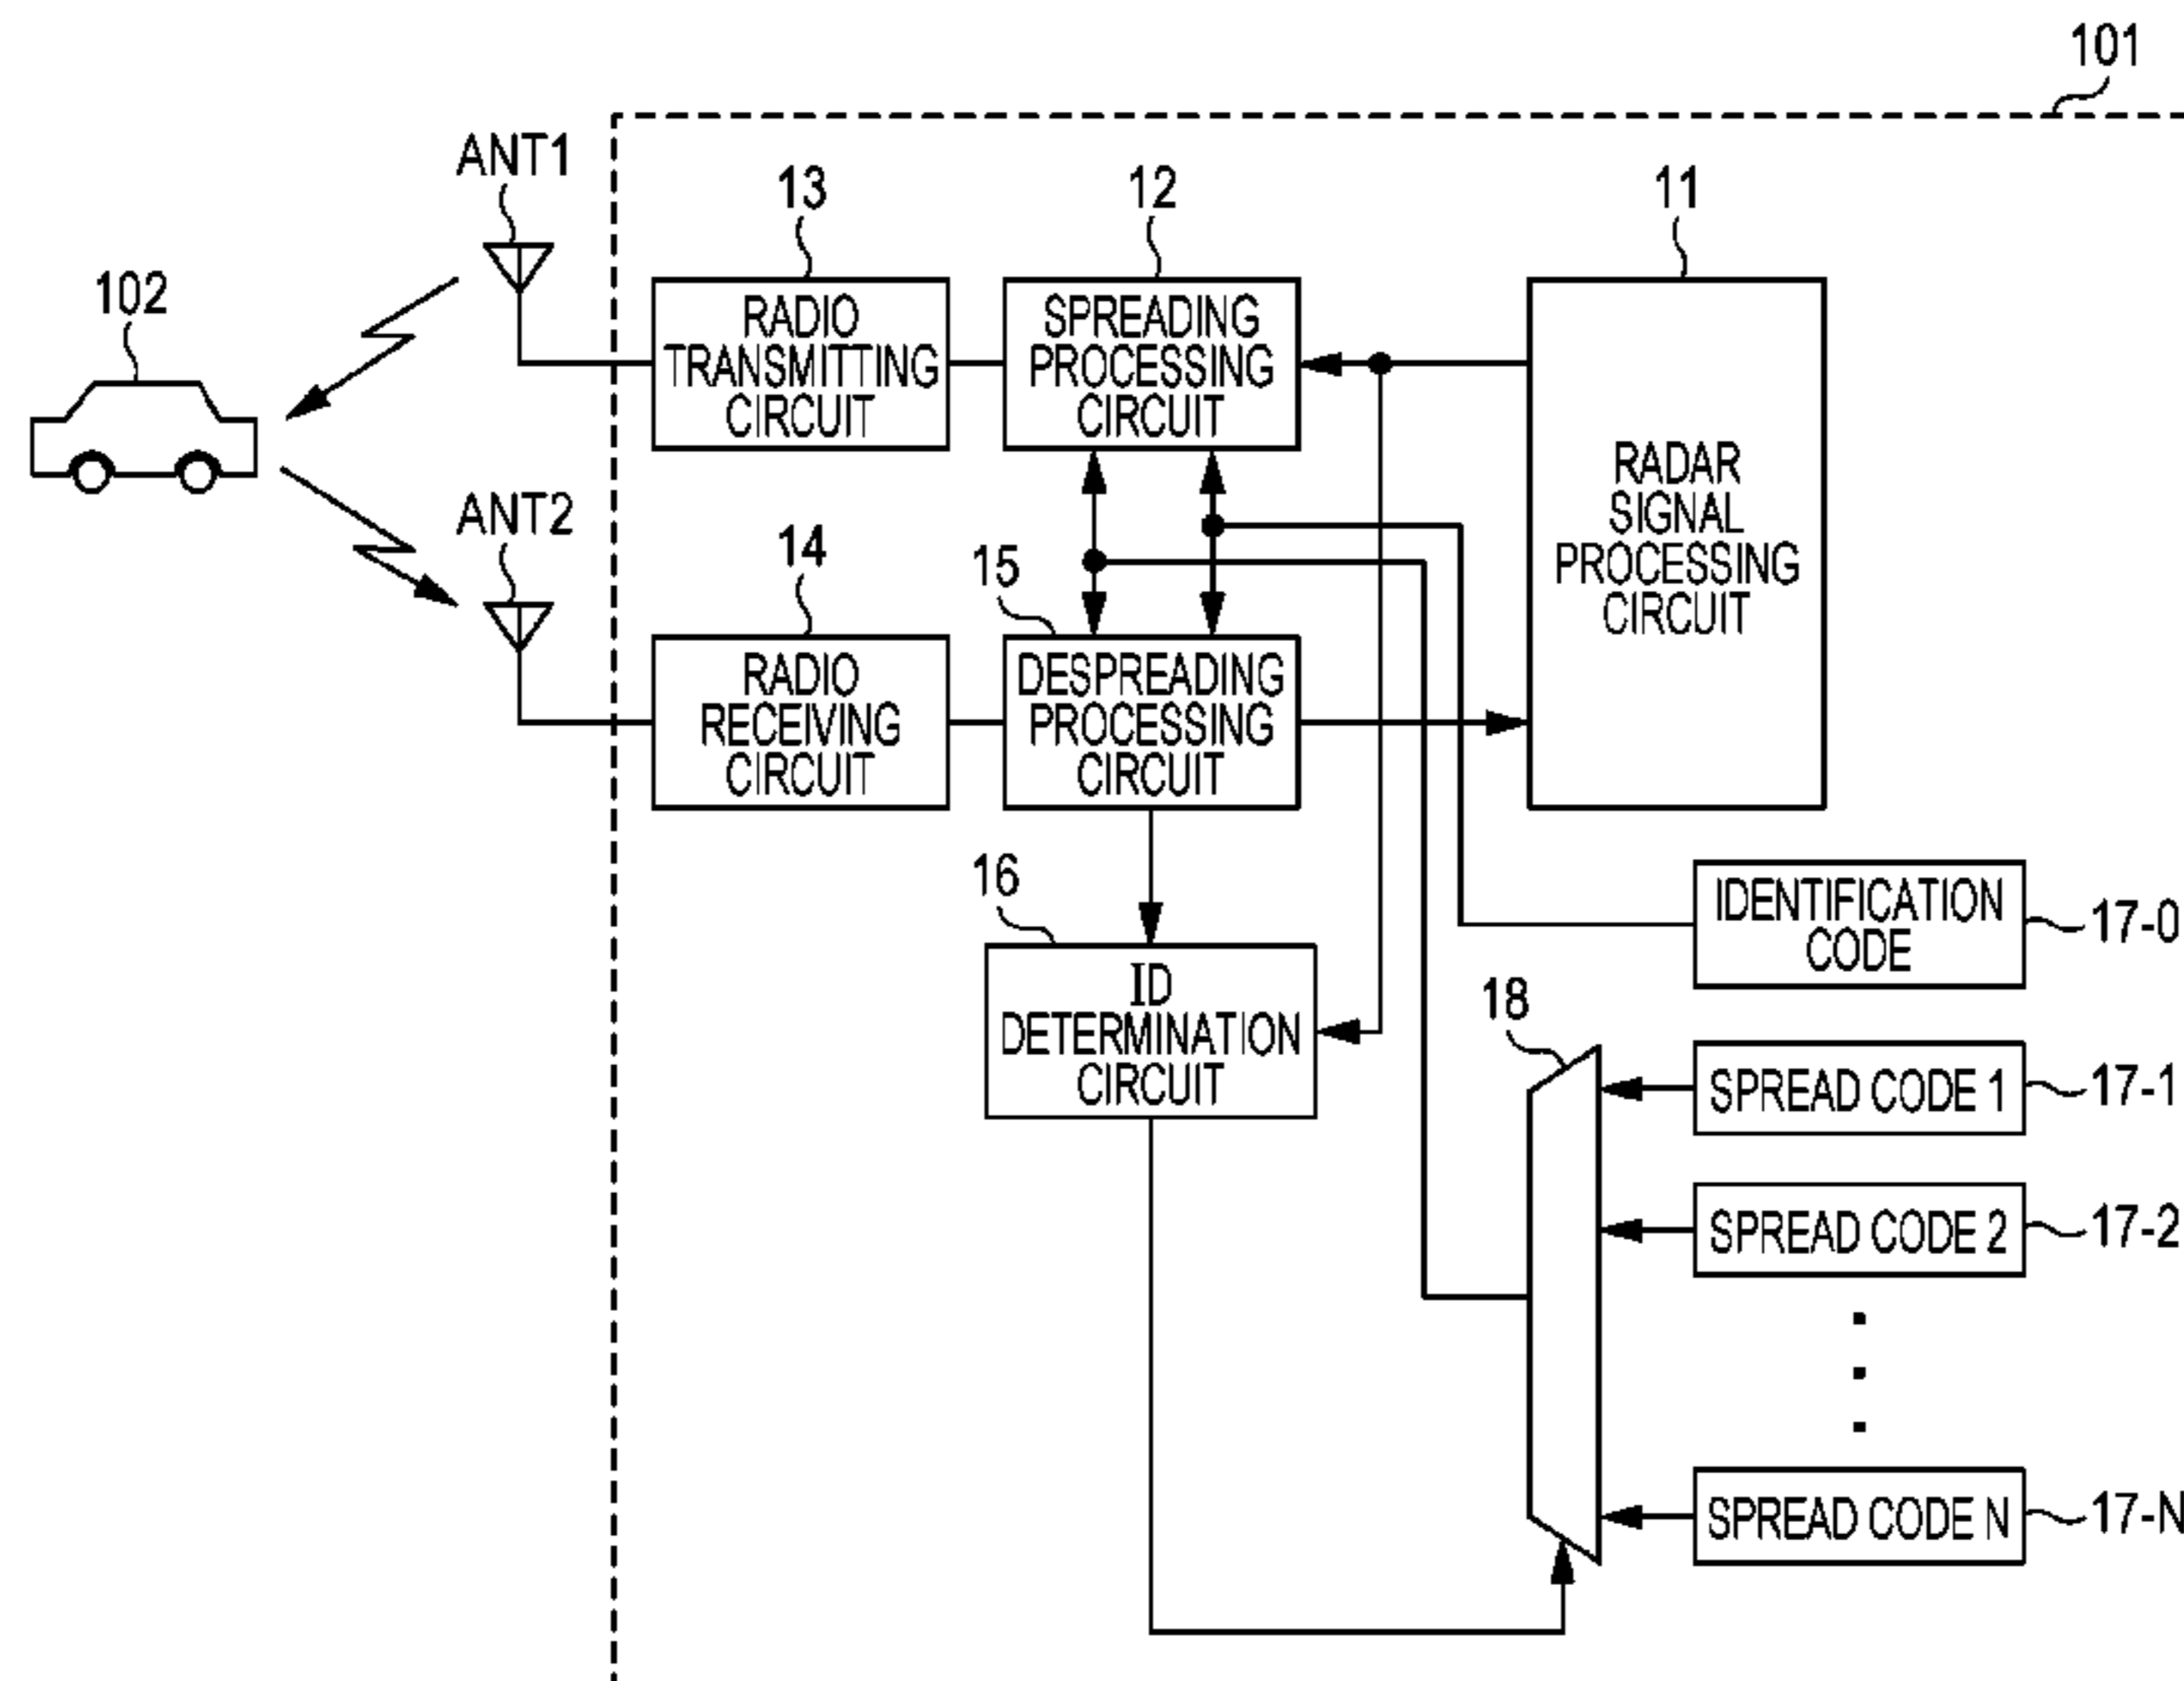 101
ANT1
13
12
11
102
RADIO
TRANSMITTING
CIRCUIT
SPREADING
PROCESSING
CIRCUIT
RADAR
SIGNAL
PROCESSING
CIRCUIT
ANT2
14
15
RADIO
RECEIVING
CIRCUIT
DESPREADING
PROCESSING
CIRCUIT
16
IDENTIFICATION
CODE
17-0
ID
DETERMINATION
CIRCUIT
18
SPREAD CODE 1
17-1
SPREAD CODE 2
17-2
SPREAD CODE N
17-N